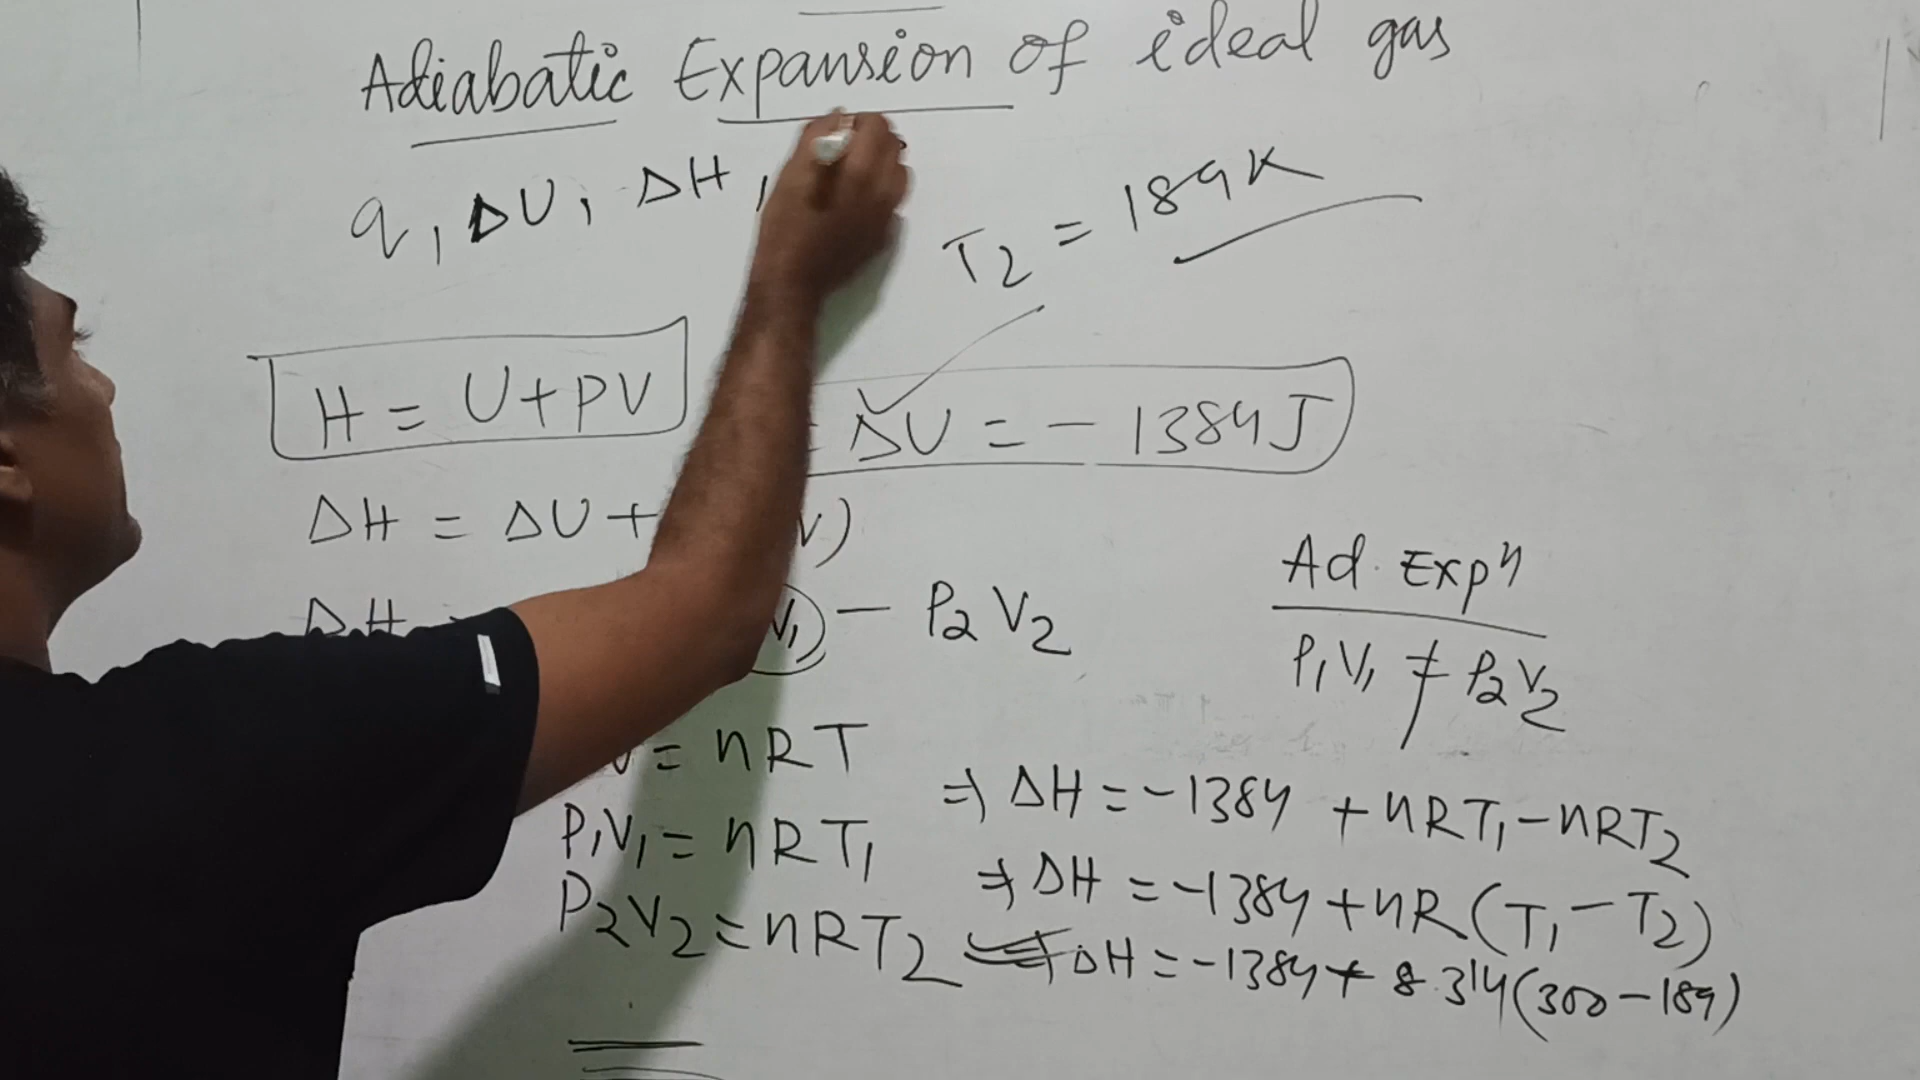 Adiabatic Expansion of ideal gas
q, ΔU, ΔH,
T2 = 189K
H = U+PV
= ΔU = - 1384J
ΔH = ΔU + V)
ΔH V1) - P2 V2
Ad. Expn
P1V1 ≠ P2V2
V = nRT
P1V1 = nRT1
P2V2 = nRT2
⇒ ΔH = -1384 + nRT1 - nRT2
⇒ ΔH = -1384 + nR(T1 - T2)
⇒ ΔH = -1384 + 8.314(300 - 189)